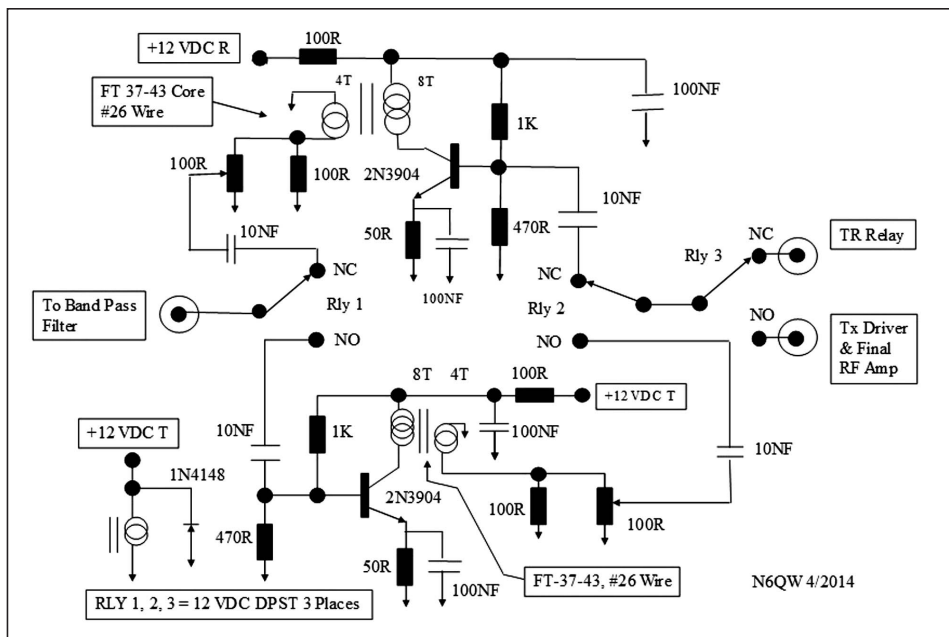 +12 VDC R
100R
4T
8T
FT 37-43 Core
#26 Wire
100NF
1K
100R
100R
2N3904
10NF
470R
10NF
50R
100NF
NC
TR Relay
Rly 3
NC
NC
To Band Pass
Filter
Rly 1
Rly 2
NO
NO
NO
Tx Driver
& Final
RF Amp
8T
4T
100R
+12 VDC T
+12 VDC T
10NF
1K
100NF
10NF
1N4148
2N3904
100R
100R
470R
50R
100NF
FT-37-43, #26 Wire
N6QW 4/2014
RLY 1, 2, 3 = 12 VDC DPST 3 Places